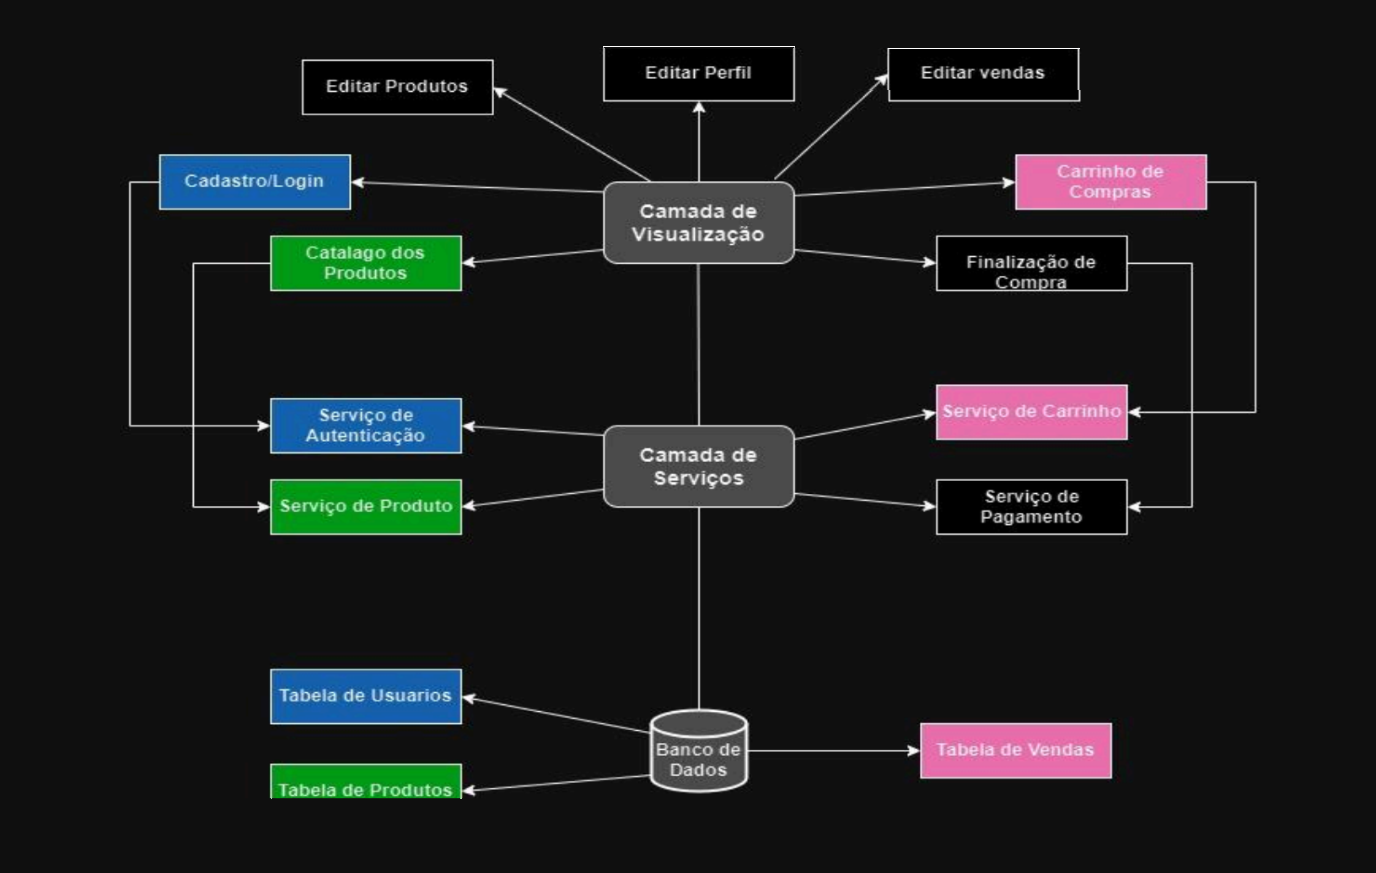 Editar Produtos
Editar Perfil
Editar vendas
Cadastro/Login
Carrinho de
Compras
Camada de
Visualização
Catalago dos
Produtos
Finalização de
Compra
Serviço de
Autenticação
Serviço de Carrinho
Camada de
Serviços
Serviço de Produto
Serviço de
Pagamento
Tabela de Usuarios
Banco de
Dados
Tabela de Vendas
Tabela de Produtos